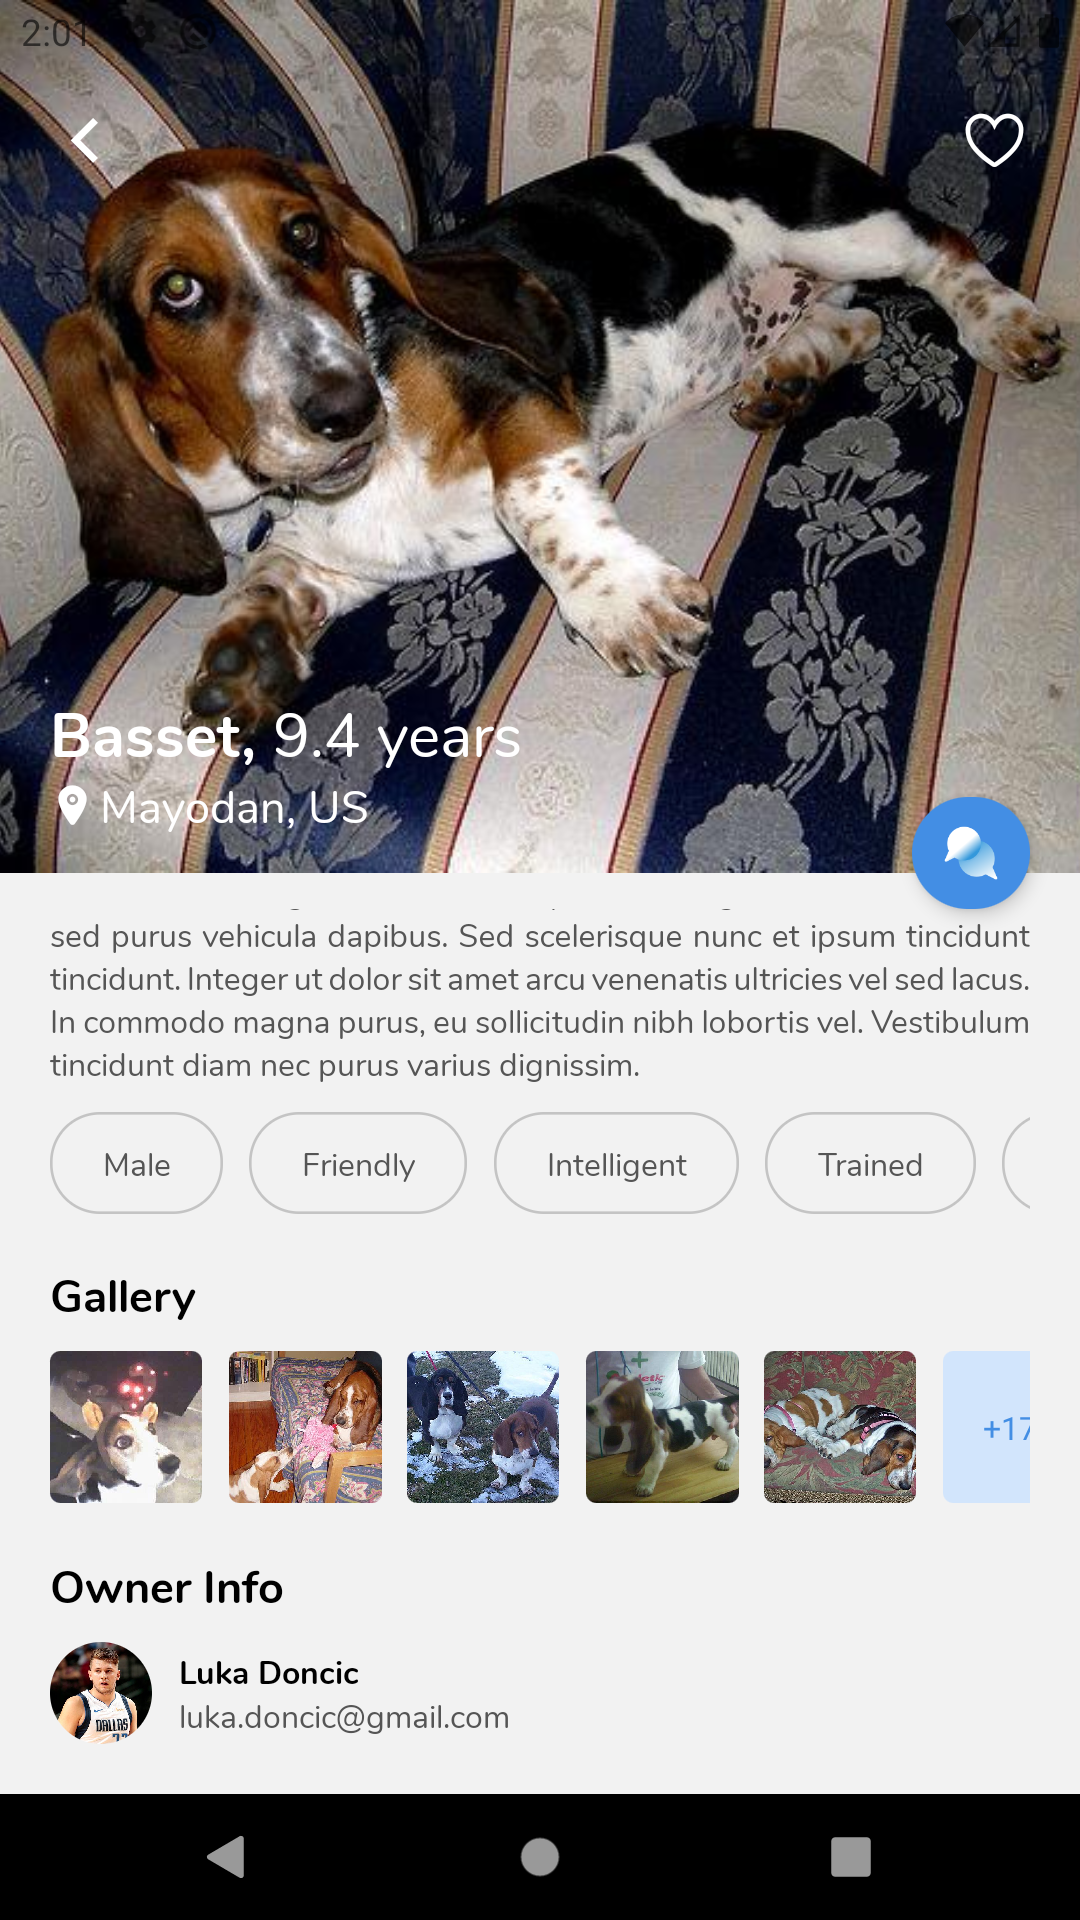 2:01
Basset, 9.4 years
Mayodan, US
sed purus vehicula dapibus. Sed scelerisque nunc et ipsum tincidunt
tincidunt. Integer ut dolor sit amet arcu venenatis ultricies vel sed lacus.
In commodo magna purus, eu sollicitudin nibh lobortis vel. Vestibulum
tincidunt diam nec purus varius dignissim.
Male
Friendly
Intelligent
Trained
Gallery
+17
Owner Info
DALLAS
Luka Doncic
luka.doncic@gmail.com